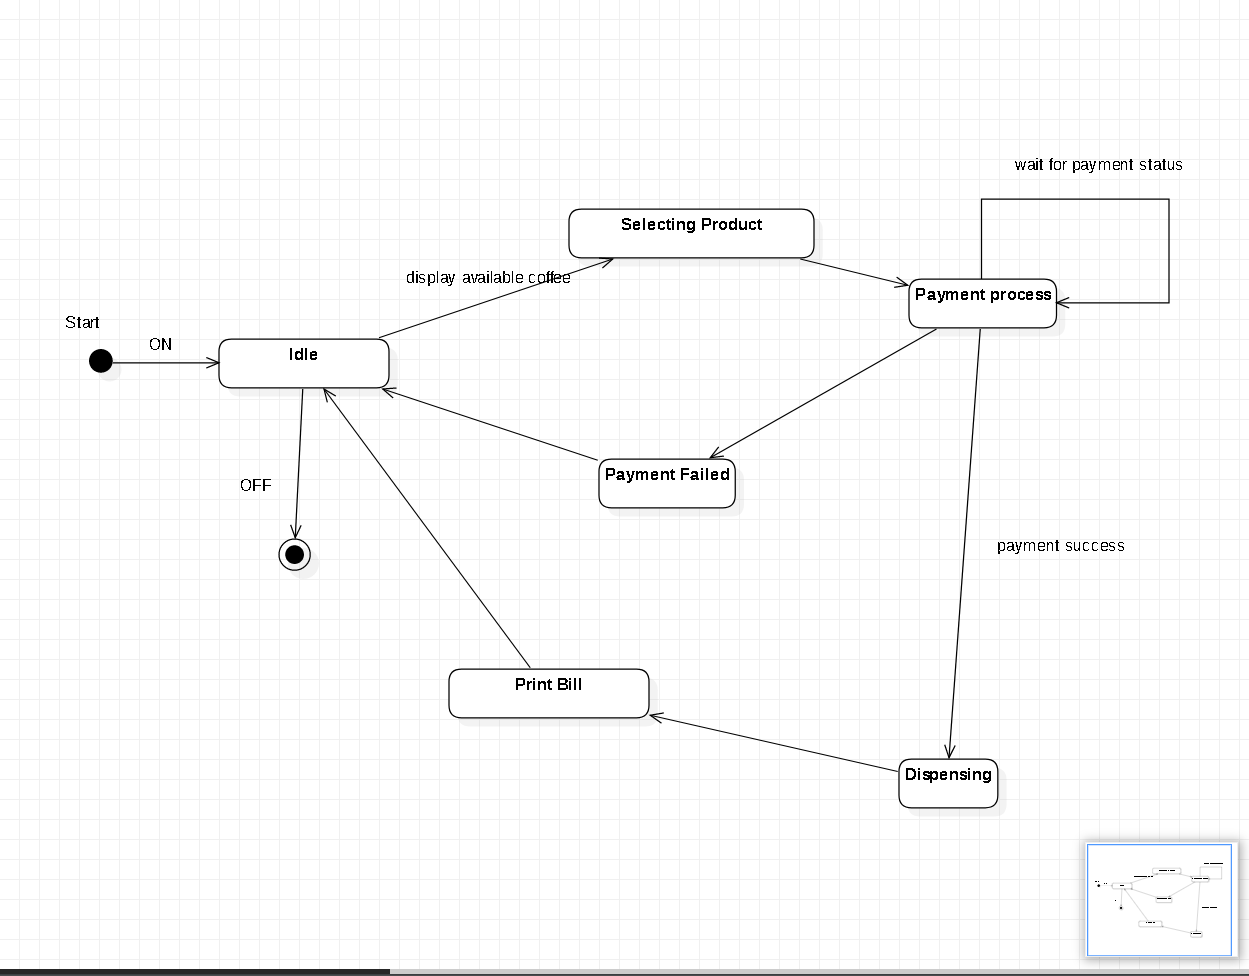 wait for payment status
Selecting Product
display available coffee
Payment process
Start
ON
Idle
Payment Failed
OFF
payment success
Print Bill
Dispensing